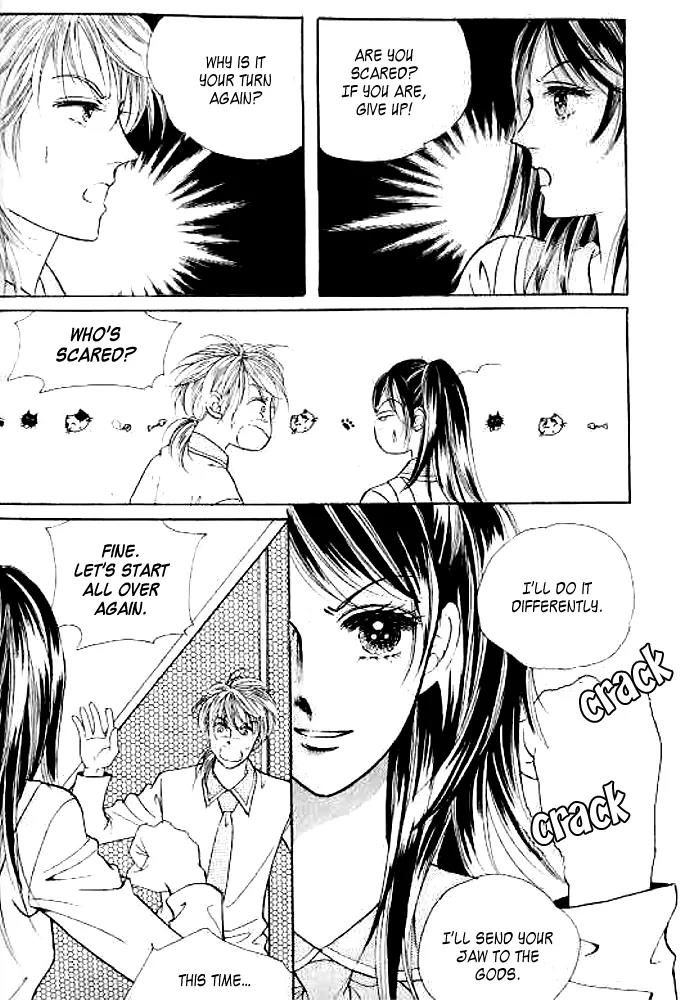 WHY IS IT
YOUR TURN
AGAIN?
ARE YOU
SCARED?
IF YOU ARE,
GIVE UP!
WHO'S
SCARED?
FINE.
LET'S START
ALL OVER
AGAIN.
THIS TIME...
I'LL DO IT
DIFFERENTLY.
crack
crack
I'LL SEND YOUR
JAW TO THE
GODS.